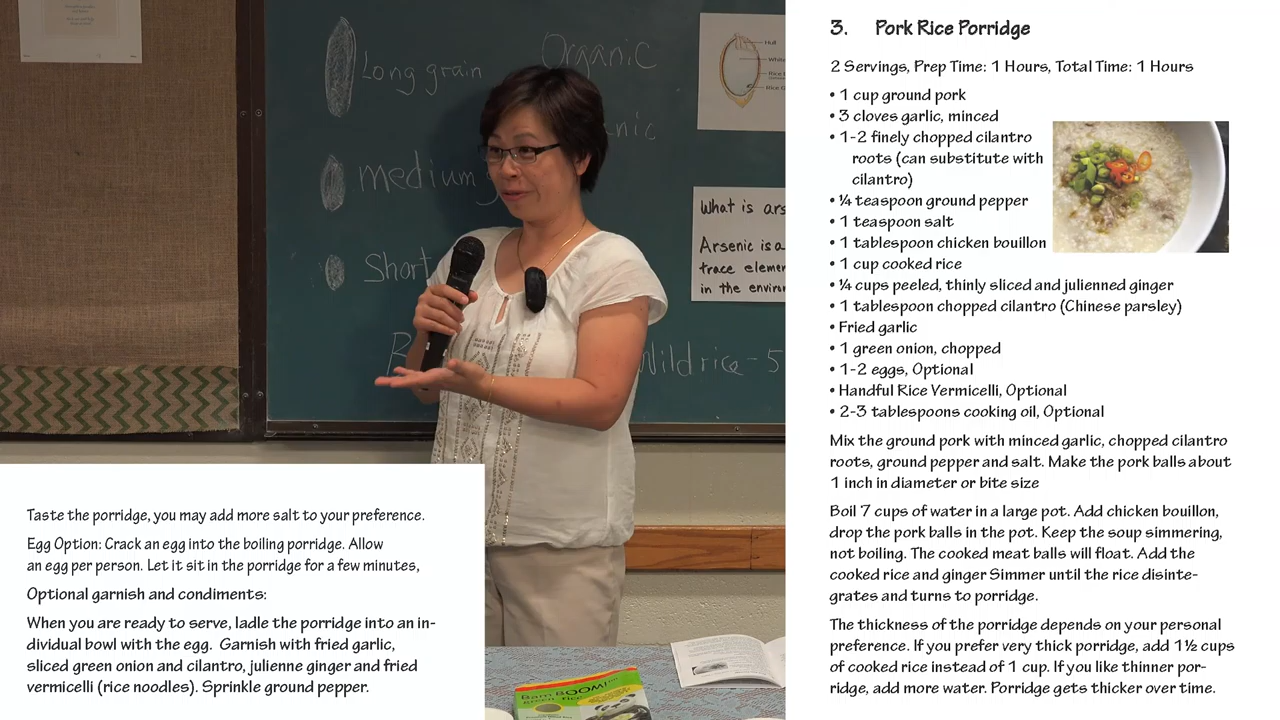 Long grain
Organic
medium
Short
Wild rice - 5
Hull
What is
Arsenic is a
trace
in the
3. Pork Rice Porridge
2 Servings, Prep Time: 1 Hours, Total Time: 1 Hours
• 1 cup ground pork
• 3 cloves garlic, minced
• 1-2 finely chopped cilantro
roots (can substitute with
cilantro)
• ¼ teaspoon ground pepper
• 1 teaspoon salt
• 1 tablespoon chicken bouillon
• 1 cup cooked rice
• ¼ cups peeled, thinly sliced and julienned ginger
• 1 tablespoon chopped cilantro (Chinese parsley)
• Fried garlic
• 1 green onion, chopped
• 1-2 eggs, Optional
• Handful Rice Vermicelli, Optional
• 2-3 tablespoons cooking oil, Optional
Mix the ground pork with minced garlic, chopped cilantro
roots, ground pepper and salt. Make the pork balls about
1 inch in diameter or bite size
Boil 7 cups of water in a large pot. Add chicken bouillon,
drop the pork balls in the pot. Keep the soup simmering,
not boiling. The cooked meat balls will float. Add the
cooked rice and ginger Simmer until the rice disinte-
grates and turns to porridge.
The thickness of the porridge depends on your personal
preference. If you prefer very thick porridge, add 1½ cups
of cooked rice instead of 1 cup. If you like thinner por-
ridge, add more water. Porridge gets thicker over time.
Taste the porridge, you may add more salt to your preference.
Egg Option: Crack an egg into the boiling porridge. Allow
an egg per person. Let it sit in the porridge for a few minutes,
Optional garnish and condiments:
When you are ready to serve, ladle the porridge into an in-
dividual bowl with the egg. Garnish with fried garlic,
sliced green onion and cilantro, julienne ginger and fried
vermicelli (rice noodles). Sprinkle ground pepper.
Bam BOOM!
green rice